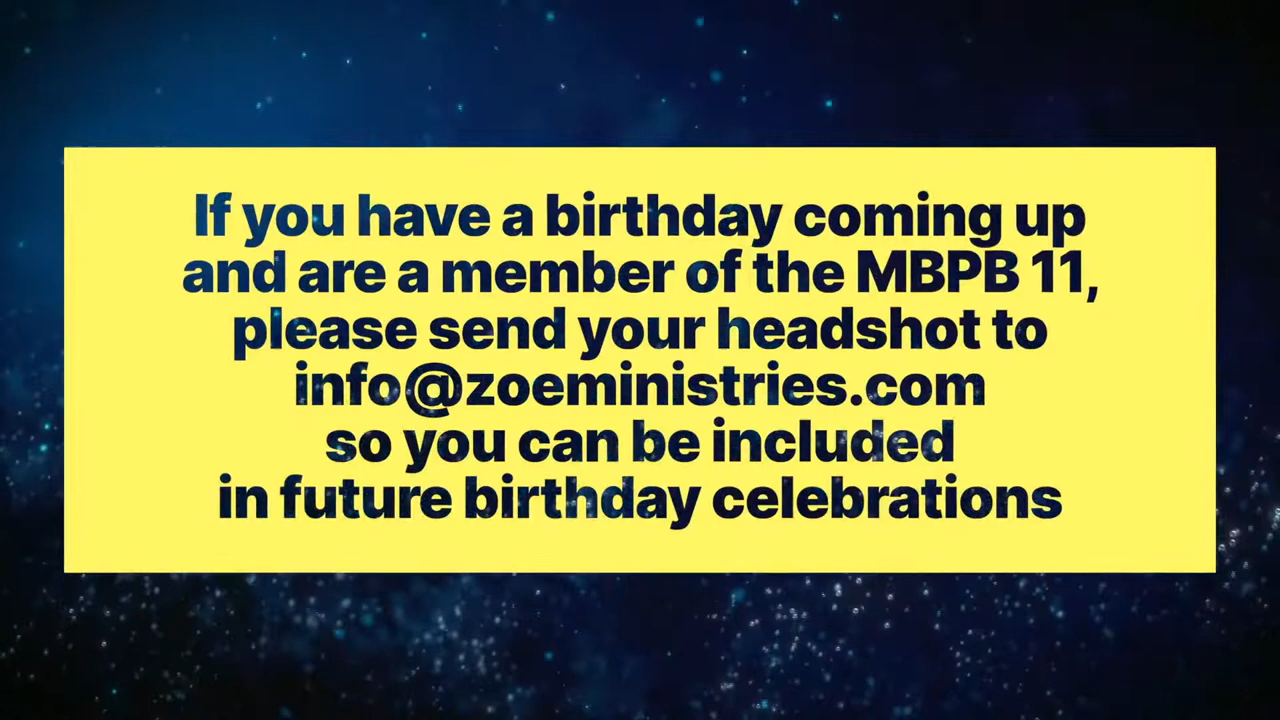 If you have a birthday coming up
and are a member of the MBPB 11,
please send your headshot to
info@zoeministries.com
so you can be included
in future birthday celebrations